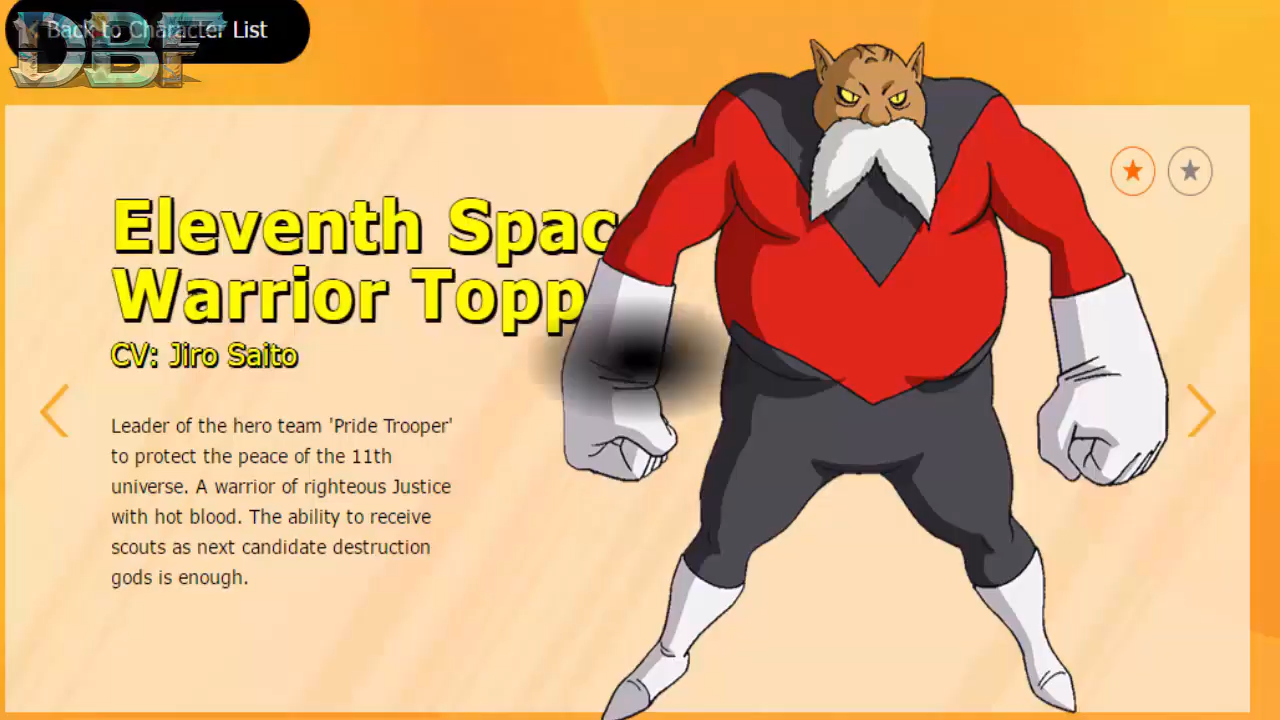 Back to Character List
DBF
Eleventh Spac
Warrior Topp
CV: Jiro Saito
Leader of the hero team 'Pride Trooper'
to protect the peace of the 11th
universe. A warrior of righteous Justice
with hot blood. The ability to receive
scouts as next candidate destruction
gods is enough.